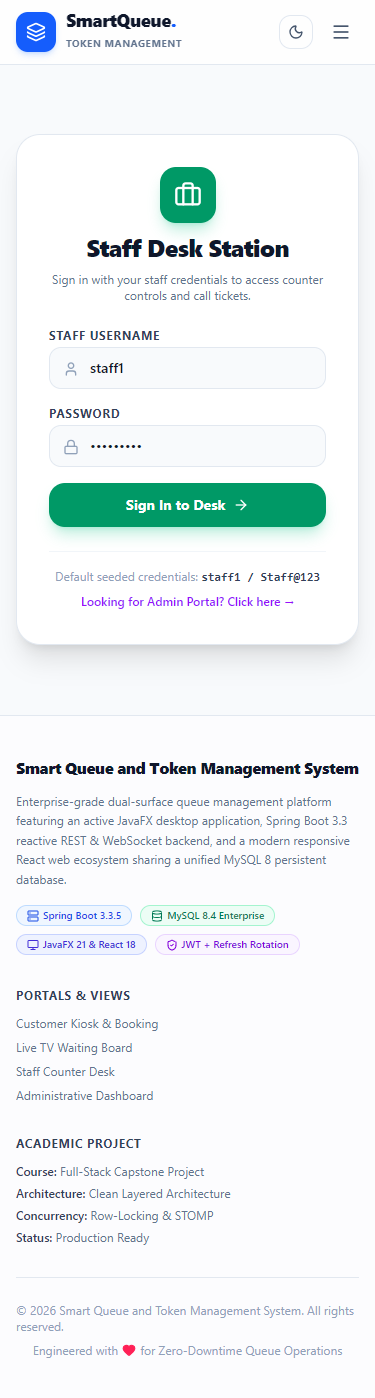 SmartQueue.
TOKEN MANAGEMENT
Staff Desk Station
Sign in with your staff credentials to access counter
controls and call tickets.
STAFF USERNAME
staff1
PASSWORD
•••••••••
Sign In to Desk →
Default seeded credentials: staff1 / Staff@123
Looking for Admin Portal? Click here →
Smart Queue and Token Management System
Enterprise-grade dual-surface queue management platform
featuring an active JavaFX desktop application, Spring Boot 3.3
reactive REST & WebSocket backend, and a modern responsive
React web ecosystem sharing a unified MySQL 8 persistent
database.
Spring Boot 3.3.5 MySQL 8.4 Enterprise
JavaFX 21 & React 18 JWT + Refresh Rotation
PORTALS & VIEWS
Customer Kiosk & Booking
Live TV Waiting Board
Staff Counter Desk
Administrative Dashboard
ACADEMIC PROJECT
Course: Full-Stack Capstone Project
Architecture: Clean Layered Architecture
Concurrency: Row-Locking & STOMP
Status: Production Ready
© 2026 Smart Queue and Token Management System. All rights
reserved.
Engineered with ❤ for Zero-Downtime Queue Operations